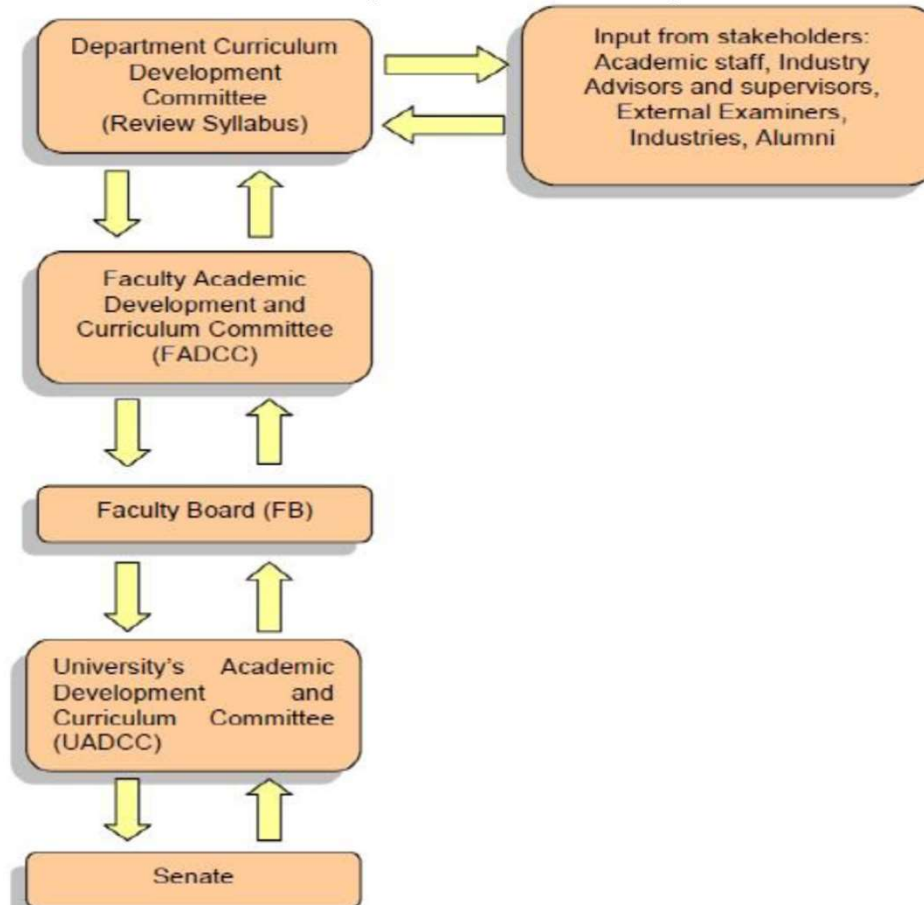 Department Curriculum
Development
Committee
(Review Syllabus)
Input from stakeholders:
Academic staff, Industry
Advisors and supervisors,
External Examiners,
Industries, Alumni
Faculty Academic
Development and
Curriculum Committee
(FADCC)
Faculty Board (FB)
University's Academic
Development and
Curriculum Committee
(UADCC)
Senate